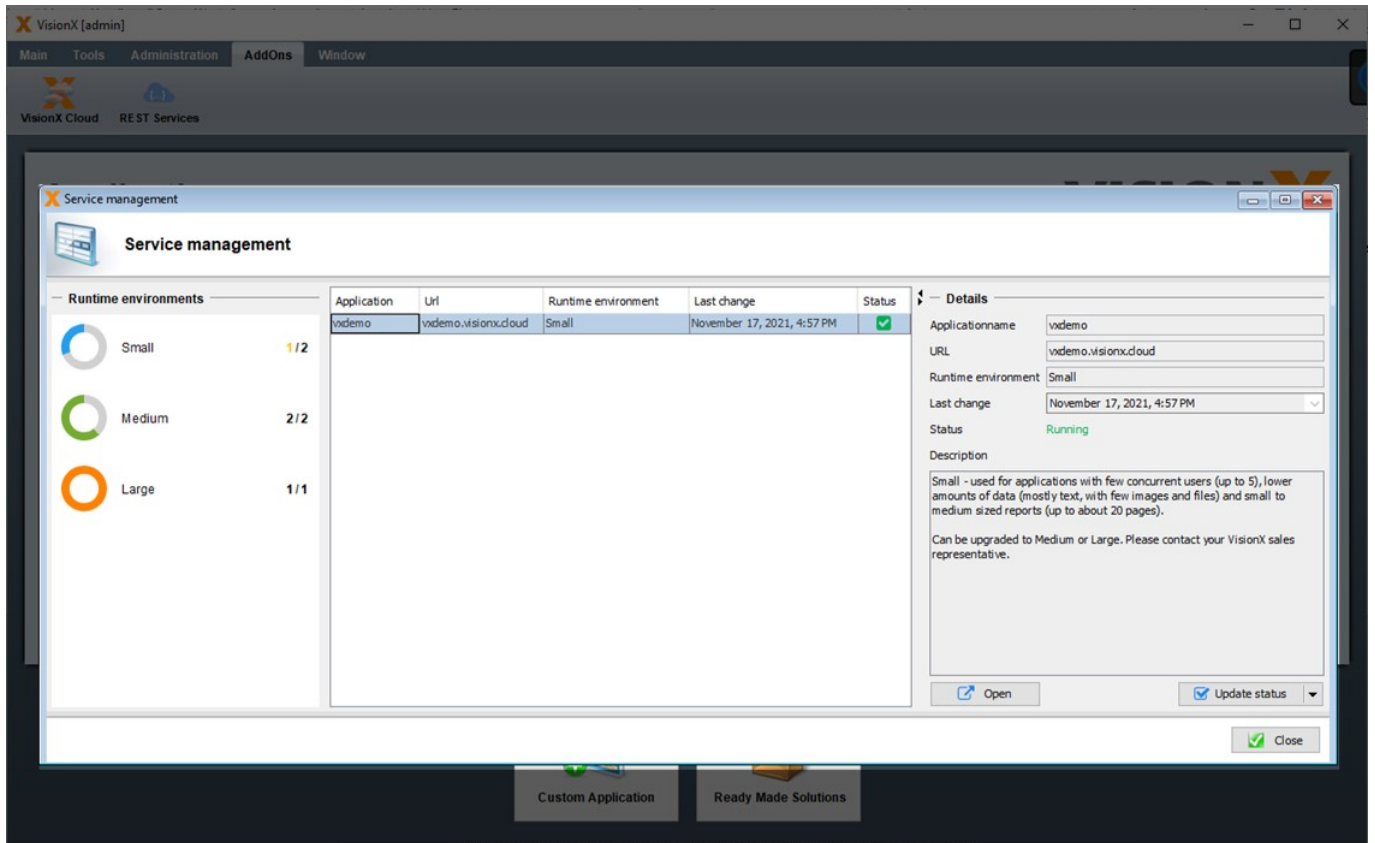 VisionX [admin]
Main Tools Administration AddOns Window
VisionX Cloud REST Services
Service management
Service management
Runtime environments
Small 1/2
Medium 2/2
Large 1/1
Application Url Runtime environment Last change Status
vxdemo vxdemo.visionx.cloud Small November 17, 2021, 4:57 PM
Details
Applicationname vxdemo
URL vxdemo.visionx.cloud
Runtime environment Small
Last change November 17, 2021, 4:57 PM
Status Running
Description
Small - used for applications with few concurrent users (up to 5), lower
amounts of data (mostly text, with few images and files) and small to
medium sized reports (up to about 20 pages).
Can be upgraded to Medium or Large. Please contact your VisionX sales
representative.
Open Update status
Close
Custom Application Ready Made Solutions